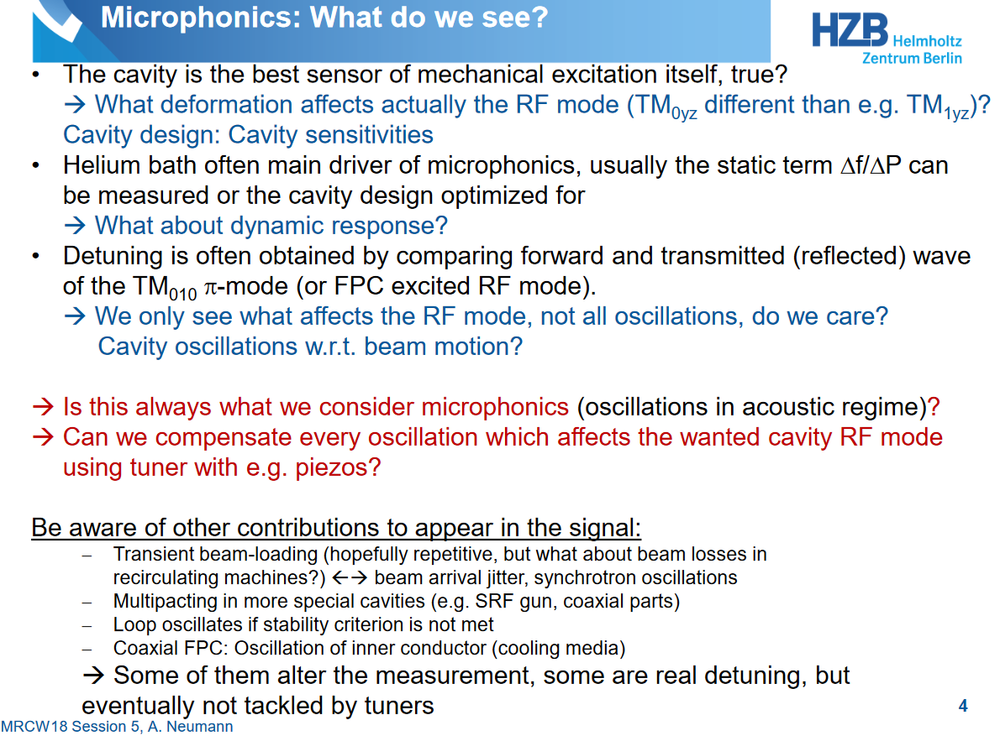 Microphonics: What do we see?
HZB Helmholtz
Zentrum Berlin
• The cavity is the best sensor of mechanical excitation itself, true?
→ What deformation affects actually the RF mode (TM0yz different than e.g. TM1yz)?
Cavity design: Cavity sensitivities
• Helium bath often main driver of microphonics, usually the static term Δf/ΔP can
be measured or the cavity design optimized for
→ What about dynamic response?
• Detuning is often obtained by comparing forward and transmitted (reflected) wave
of the TM010 π-mode (or FPC excited RF mode).
→ We only see what affects the RF mode, not all oscillations, do we care?
Cavity oscillations w.r.t. beam motion?
→ Is this always what we consider microphonics (oscillations in acoustic regime)?
→ Can we compensate every oscillation which affects the wanted cavity RF mode
using tuner with e.g. piezos?
Be aware of other contributions to appear in the signal:
– Transient beam-loading (hopefully repetitive, but what about beam losses in
recirculating machines?) ←→ beam arrival jitter, synchrotron oscillations
– Multipacting in more special cavities (e.g. SRF gun, coaxial parts)
– Loop oscillates if stability criterion is not met
– Coaxial FPC: Oscillation of inner conductor (cooling media)
→ Some of them alter the measurement, some are real detuning, but
eventually not tackled by tuners
4
MRCW18 Session 5, A. Neumann